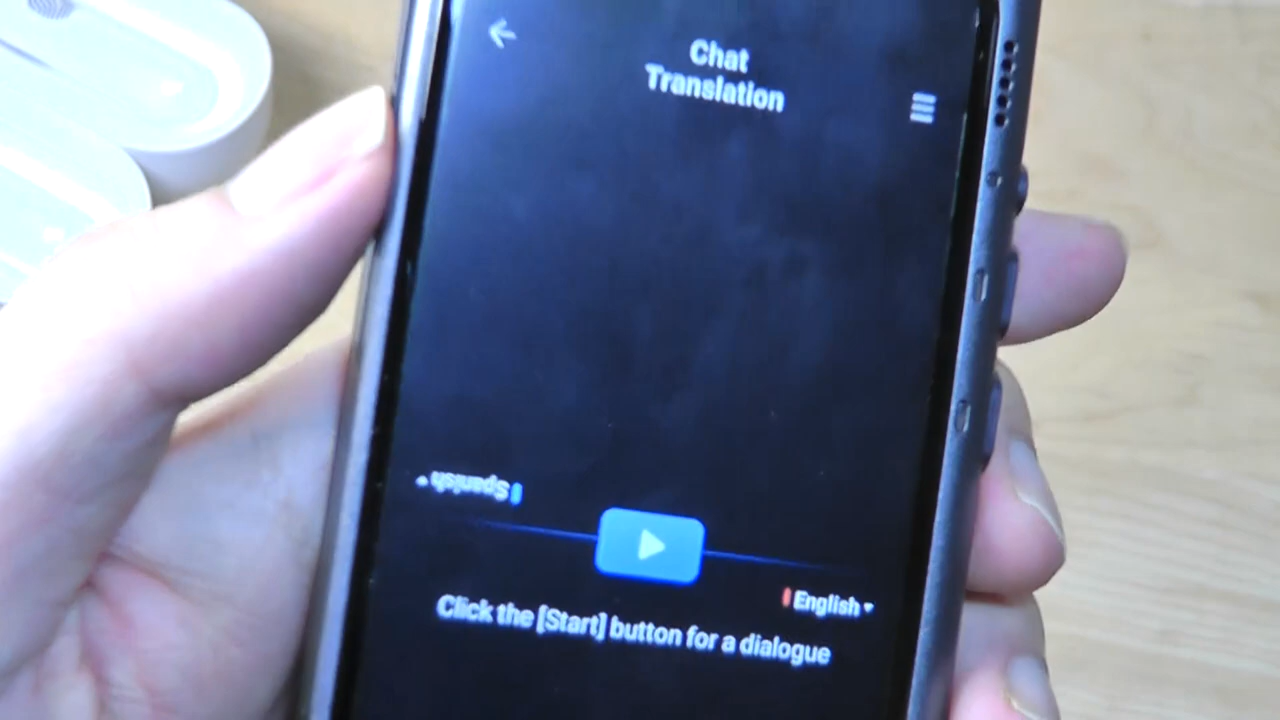 Chat
Translation
Spanish
English
Click the [Start] button for a dialogue